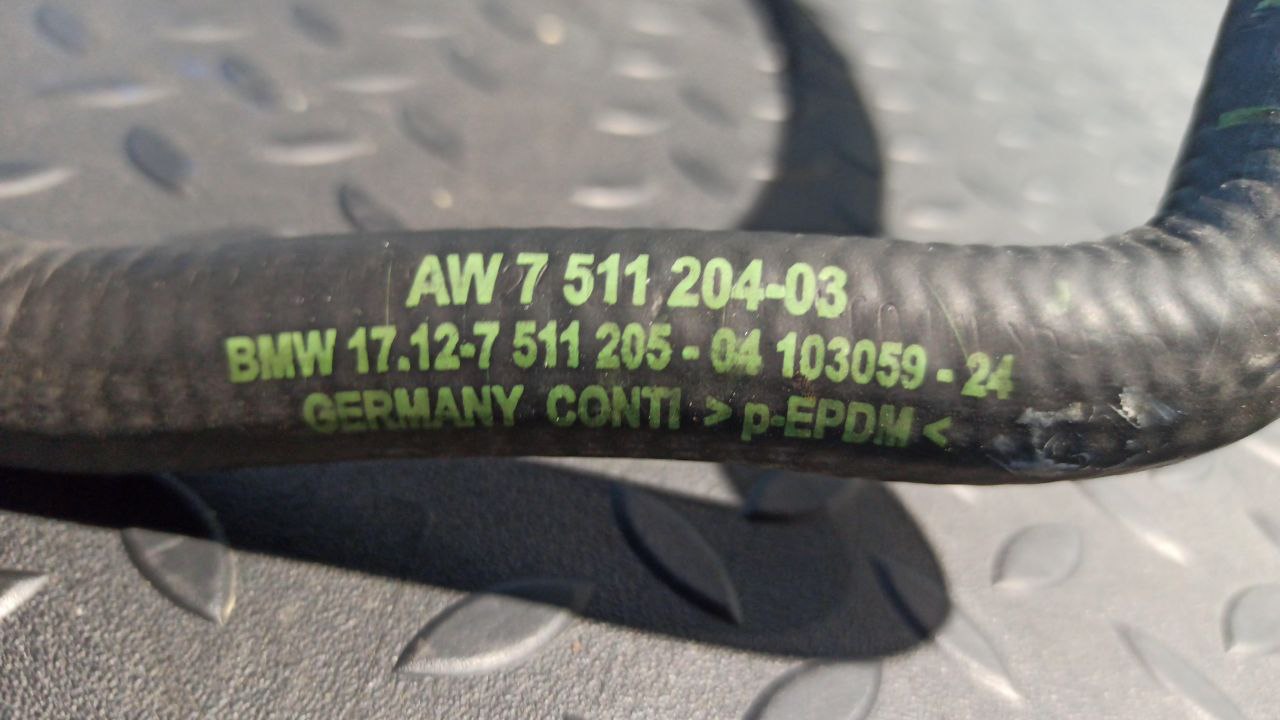 AW 7 511 204-03
BMW 17.12-7 511 205 - 04 103059 - 24
GERMANY CONTI > p-EPDM <